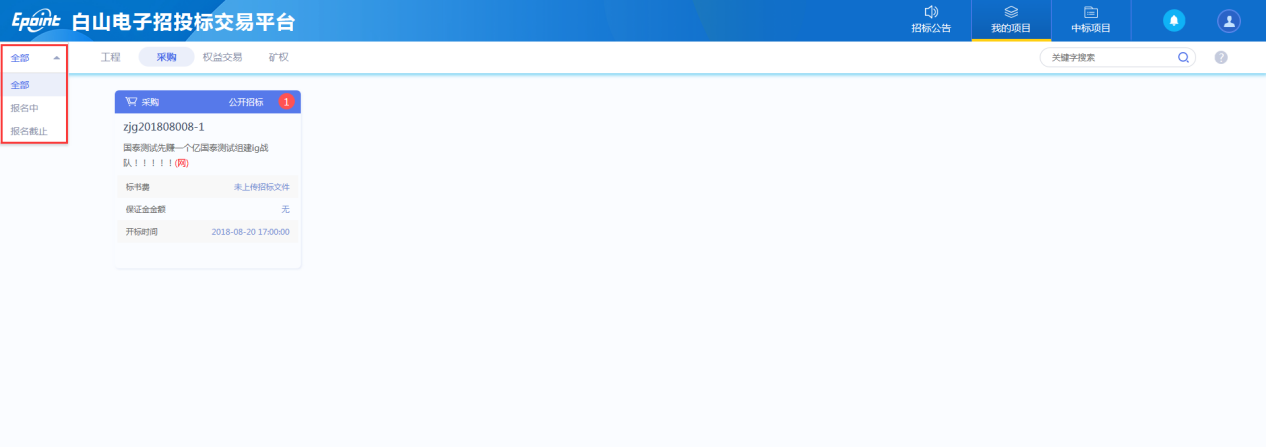 Epoint 白山电子招投标交易平台
招标公告
我的项目
中标项目
全部
工程 采购 权益交易 矿权
关键字搜索
?
全部
报名中
报名截止
采购 公开招标 1
zjg201808008-1
国泰测试先赚一个亿国泰测试组建ig战
队！！！！！(网)
标书费 未上传招标文件
保证金金额 无
开标时间 2018-08-20 17:00:00